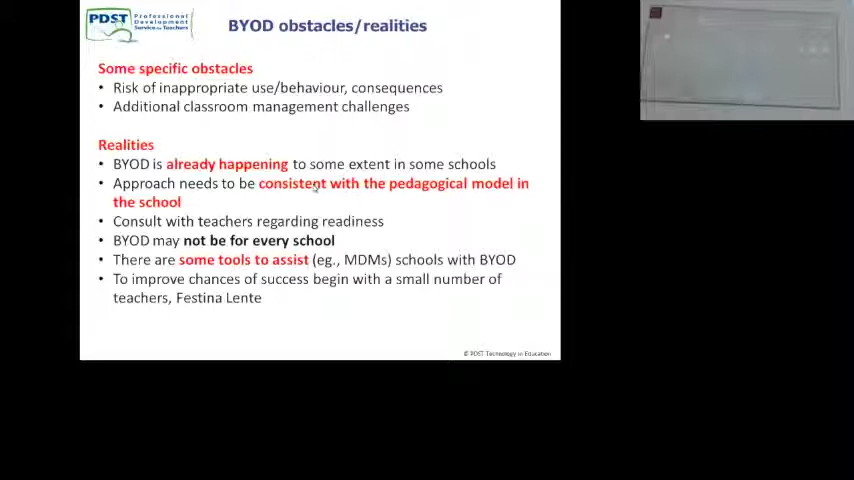 PDST
Professional
Development
Service for Teachers
BYOD obstacles/realities
Some specific obstacles
• Risk of inappropriate use/behaviour, consequences
• Additional classroom management challenges
Realities
• BYOD is already happening to some extent in some schools
• Approach needs to be consistent with the pedagogical model in
the school
• Consult with teachers regarding readiness
• BYOD may not be for every school
• There are some tools to assist (eg., MDMs) schools with BYOD
• To improve chances of success begin with a small number of
teachers, Festina Lente
© PDST Technology in Education